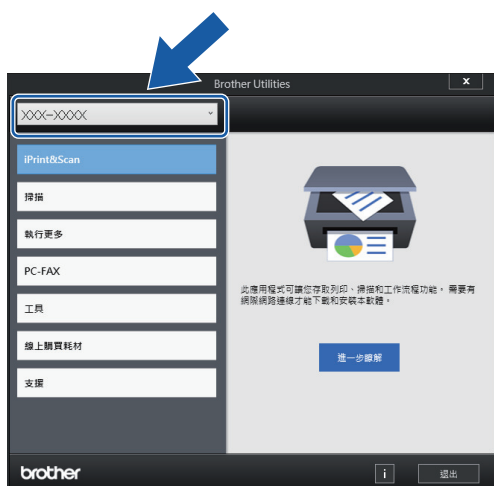 Brother Utilities
x
XXX-XXXX
iPrint&Scan
掃描
執行更多
PC-FAX
工具
線上購買耗材
支援
此應用程式可讓您存取列印、掃描和工作流程功能。 需要有
網際網路連線才能下載和安裝本軟體。
進一步瞭解
brother
i
退出